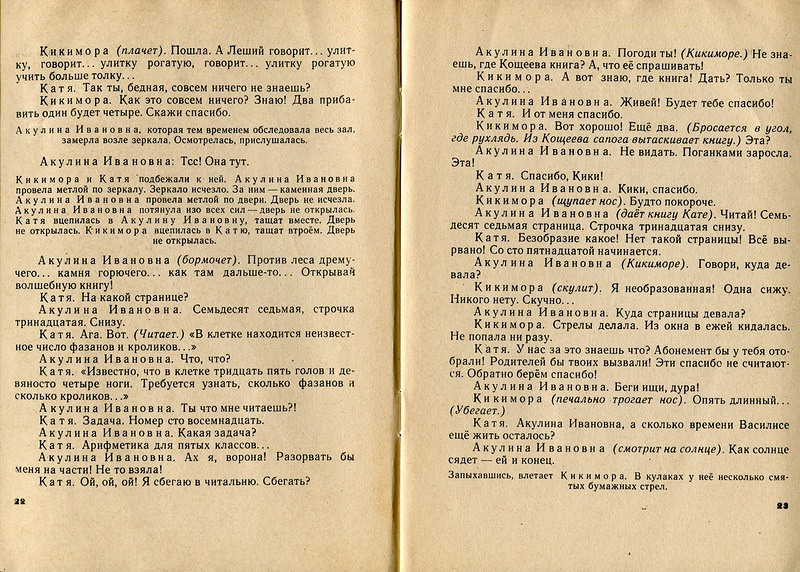 Кикимора (плачет). Пошла. А Леший говорит... улит-
ку, говорит... улитку рогатую, говорит... улитку рогатую
учить больше толку...
Катя. Так ты, бедная, совсем ничего не знаешь?
Кикимора. Как это совсем ничего? Знаю! Два приба-
вить один будет четыре. Скажи спасибо.
Акулина Ивановна, которая тем временем обследовала весь зал,
замерла возле зеркала. Осмотрелась, прислушалась.
Акулина Ивановна: Тсс! Она тут.
Кикимора и Катя подбежали к ней. Акулина Ивановна
провела метлой по зеркалу. Зеркало исчезло. За ним — каменная дверь.
Акулина Ивановна провела метлой по двери. Дверь не исчезла.
Акулина Ивановна потянула изо всех сил — дверь не открылась.
Катя вцепилась в Акулину Ивановну, тащат вместе. Дверь
не открылась. Кикимора вцепилась в Катю, тащат втроём. Дверь
не открылась.
Акулина Ивановна (бормочет). Против леса дрему-
чего... камня горючего... как там дальше-то... Открывай
волшебную книгу!
Катя. На какой странице?
Акулина Ивановна. Семьдесят седьмая, строчка
тринадцатая. Снизу.
Катя. Ага. Вот. (Читает.) «В клетке находится неизвест-
ное число фазанов и кроликов...»
Акулина Ивановна. Что, что?
Катя. «Известно, что в клетке тридцать пять голов и де-
вяносто четыре ноги. Требуется узнать, сколько фазанов и
сколько кроликов...»
Акулина Ивановна. Ты что мне читаешь?!
Катя. Задача. Номер сто восемнадцать.
Акулина Ивановна. Какая задача?
Катя. Арифметика для пятых классов...
Акулина Ивановна. Ах я, ворона! Разорвать бы
меня на части! Не то взяла!
Катя. Ой, ой, ой! Я сбегаю в читальню. Сбегать?
22
Акулина Ивановна. Погоди ты! (Кикиморе.) Не зна-
ешь, где Кощеева книга? А, что её спрашивать!
Кикимора. А вот знаю, где книга! Дать? Только ты
мне спасибо...
Акулина Ивановна. Живей! Будет тебе спасибо!
Катя. И от меня спасибо.
Кикимора. Вот хорошо! Ещё два. (Бросается в угол,
где рухлядь. Из Кощеева сапога вытаскивает книгу.) Эта?
Акулина Ивановна. Не видать. Поганками заросла.
Эта!
Катя. Спасибо, Кики!
Акулина Ивановна. Кики, спасибо.
Кикимора (щупает нос). Будто покороче.
Акулина Ивановна (даёт книгу Кате). Читай! Семь-
десят седьмая страница. Строчка тринадцатая снизу.
Катя. Безобразие какое! Нет такой страницы! Всё вы-
рвано! Со сто пятнадцатой начинается.
Акулина Ивановна (Кикиморе). Говори, куда де-
вала?
Кикимора (скулит). Я необразованная! Одна сижу.
Никого нету. Скучно...
Акулина Ивановна. Куда страницы девала?
Кикимора. Стрелы делала. Из окна в ежей кидалась.
Не попала ни разу.
Катя. У нас за это знаешь что? Абонемент бы у тебя ото-
брали! Родителей бы твоих вызвали! Эти спасибо не считают-
ся. Обратно берём спасибо!
Акулина Ивановна. Беги ищи, дура!
Кикимора (печально трогает нос). Опять длинный...
(Убегает.)
Катя. Акулина Ивановна, а сколько времени Василисе
ещё жить осталось?
Акулина Ивановна (смотрит на солнце). Как солнце
сядет — ей и конец.
Запыхавшись, влетает Кикимора. В кулаках у неё несколько смя-
тых бумажных стрел.
23